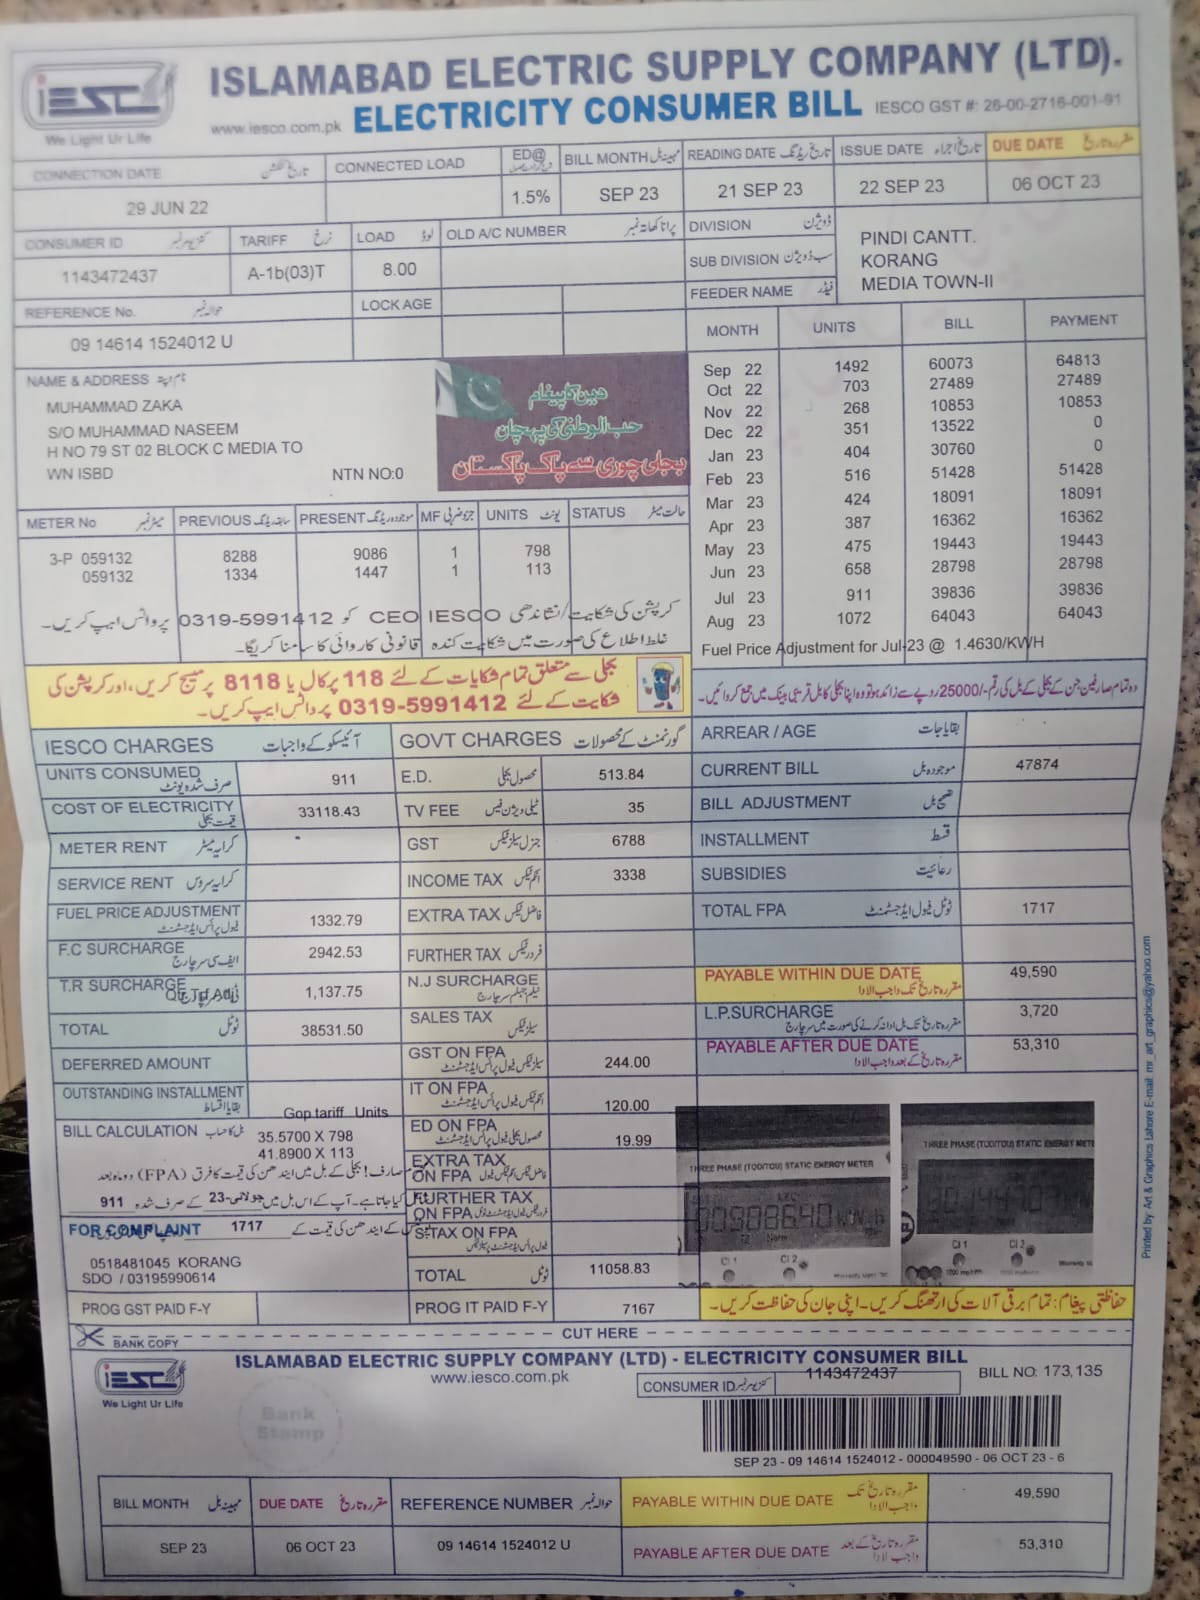 iESCO
We Light Ur Life
ISLAMABAD ELECTRIC SUPPLY COMPANY (LTD).
www.iesco.com.pk ELECTRICITY CONSUMER BILL IESCO GST #: 26-00-2716-001-91
CONNECTION DATE
29 JUN 22
CONNECTED LOAD
ED@
1.5%
BILL MONTH
SEP 23
READING DATE تاریخ ریڈنگ
21 SEP 23
ISSUE DATE تاریخ اجراء
22 SEP 23
DUE DATE مقررہ تاریخ
06 OCT 23
CONSUMER ID
1143472437
TARIFF نرخ
A-1b(03)T
LOAD لوڈ
8.00
OLD A/C NUMBER پرانا کھاتہ نمبر
DIVISION ڈویژن
PINDI CANTT.
SUB DIVISION سب ڈویژن
KORANG
FEEDER NAME فیڈر
MEDIA TOWN-II
REFERENCE No. حوالہ نمبر
09 14614 1524012 U
LOCK AGE
NAME & ADDRESS نام و پتہ
MUHAMMAD ZAKA
S/O MUHAMMAD NASEEM
H NO 79 ST 02 BLOCK C MEDIA TO
WN ISBD
NTN NO:0
دین کا پیغام
حب الوطنی کی پہچان
بجلی چوری سے پاک پاکستان
MONTH UNITS BILL PAYMENT
Sep 22 1492 60073 64813
Oct 22 703 27489 27489
Nov 22 268 10853 10853
Dec 22 351 13522 0
Jan 23 404 30760 0
Feb 23 516 51428 51428
Mar 23 424 18091 18091
Apr 23 387 16362 16362
May 23 475 19443 19443
Jun 23 658 28798 28798
Jul 23 911 39836 39836
Aug 23 1072 64043 64043
Fuel Price Adjustment for Jul-23 @ 1.4630/KWH
METER No میٹر نمبر PREVIOUS سابقہ ریڈنگ PRESENT موجودہ ریڈنگ MF جزو ضربی UNITS یونٹ STATUS حالت میٹر
3-P 059132 8288 9086 1 798
059132 1334 1447 1 113
کرپشن کی شکایت/نشاندھی CEO IESCO کو 0319-5991412 پر واٹس ایپ کریں۔
غلط اطلاع کی صورت میں شکایت کنندہ قانونی کاروائی کا سامنا کریگا۔
بجلی سے متعلق تمام شکایات کے لئے 118 پر کال یا 8118 پر میسج کریں، اور کرپشن کی
شکایت کے لئے 0319-5991412 پر واٹس ایپ کریں۔
وہ تمام صارفین جن کے بجلی کے بل کی رقم -/25000 روپے سے زائد ہو تو وہ اپنا بجلی کا بل قریبی بینک میں جمع کروائیں۔
IESCO CHARGES آئیسکو کے واجبات
UNITS CONSUMED صرف شدہ یونٹ 911
COST OF ELECTRICITY قیمت بجلی 33118.43
METER RENT کرایہ میٹر
SERVICE RENT کرایہ سروس
FUEL PRICE ADJUSTMENT فیول پرائس ایڈجسٹمنٹ 1332.79
F.C SURCHARGE ایف سی سرچارج 2942.53
T.R SURCHARGE
Qtr Trf Adj 1,137.75
TOTAL ٹوٹل 38531.50
DEFERRED AMOUNT
OUTSTANDING INSTALLMENT بقایا اقساط
BILL CALCULATION بل کا حساب
Gop tariff Units
35.5700 X 798
41.8900 X 113
صارف! بجلی کے بل میں ایندھن کی قیمت کا فرق (FPA) دو ماہ بعد
کیا جاتا ہے۔ آپ کے اس بل میں جولائی-23 کے صرف شدہ 911
1717 کے ایندھن کی قیمت کے
FOR COMPLAINT
0518481045 KORANG
SDO / 03195990614
PROG GST PAID F-Y
GOVT CHARGES گورنمنٹ کے محصولات
E.D. محصول بجلی 513.84
TV FEE ٹیلی ویژن فیس 35
GST جنرل سیلز ٹیکس 6788
INCOME TAX انکم ٹیکس 3338
EXTRA TAX فاضل ٹیکس
FURTHER TAX فردر ٹیکس
N.J SURCHARGE نیلم جہلم سرچارج
SALES TAX سیلز ٹیکس
GST ON FPA 244.00
IT ON FPA 120.00
ED ON FPA 19.99
EXTRA TAX
ON FPA
FURTHER TAX
ON FPA
S.TAX ON FPA
TOTAL ٹوٹل 11058.83
PROG IT PAID F-Y 7167
ARREAR / AGE بقایا جات
CURRENT BILL موجودہ بل 47874
BILL ADJUSTMENT تصحیح بل
INSTALLMENT قسط
SUBSIDIES رعائیت
TOTAL FPA ٹوٹل فیول ایڈجسٹمنٹ 1717
PAYABLE WITHIN DUE DATE مقررہ تاریخ تک واجب الادا 49,590
L.P.SURCHARGE مقررہ تاریخ تک بل ادا نہ کرنے کی صورت میں سرچارج 3,720
PAYABLE AFTER DUE DATE مقررہ تاریخ کے بعد واجب الادا 53,310
THREE PHASE (TOD/TOU) STATIC ENERGY METER
THREE PHASE (TOD/TOU) STATIC ENERGY METE
حفاظتی پیغام: تمام برقی آلات کی ارتھنگ کریں۔ اپنی جان کی حفاظت کریں۔
Printed by: Art & Graphics Lahore E-mail: mr_art_graphics@yahoo.com
BANK COPY
CUT HERE
iESCO
We Light Ur Life
ISLAMABAD ELECTRIC SUPPLY COMPANY (LTD) - ELECTRICITY CONSUMER BILL
www.iesco.com.pk
CONSUMER ID کنزیومر نمبر 1143472437
BILL NO: 173,135
Bank
Stamp
SEP 23 - 09 14614 1524012 - 000049590 - 06 OCT 23 - 6
BILL MONTH DUE DATE مقررہ تاریخ REFERENCE NUMBER حوالہ نمبر
SEP 23 06 OCT 23 09 14614 1524012 U
PAYABLE WITHIN DUE DATE مقررہ تاریخ تک واجب الادا 49,590
PAYABLE AFTER DUE DATE مقررہ تاریخ کے بعد واجب الادا 53,310